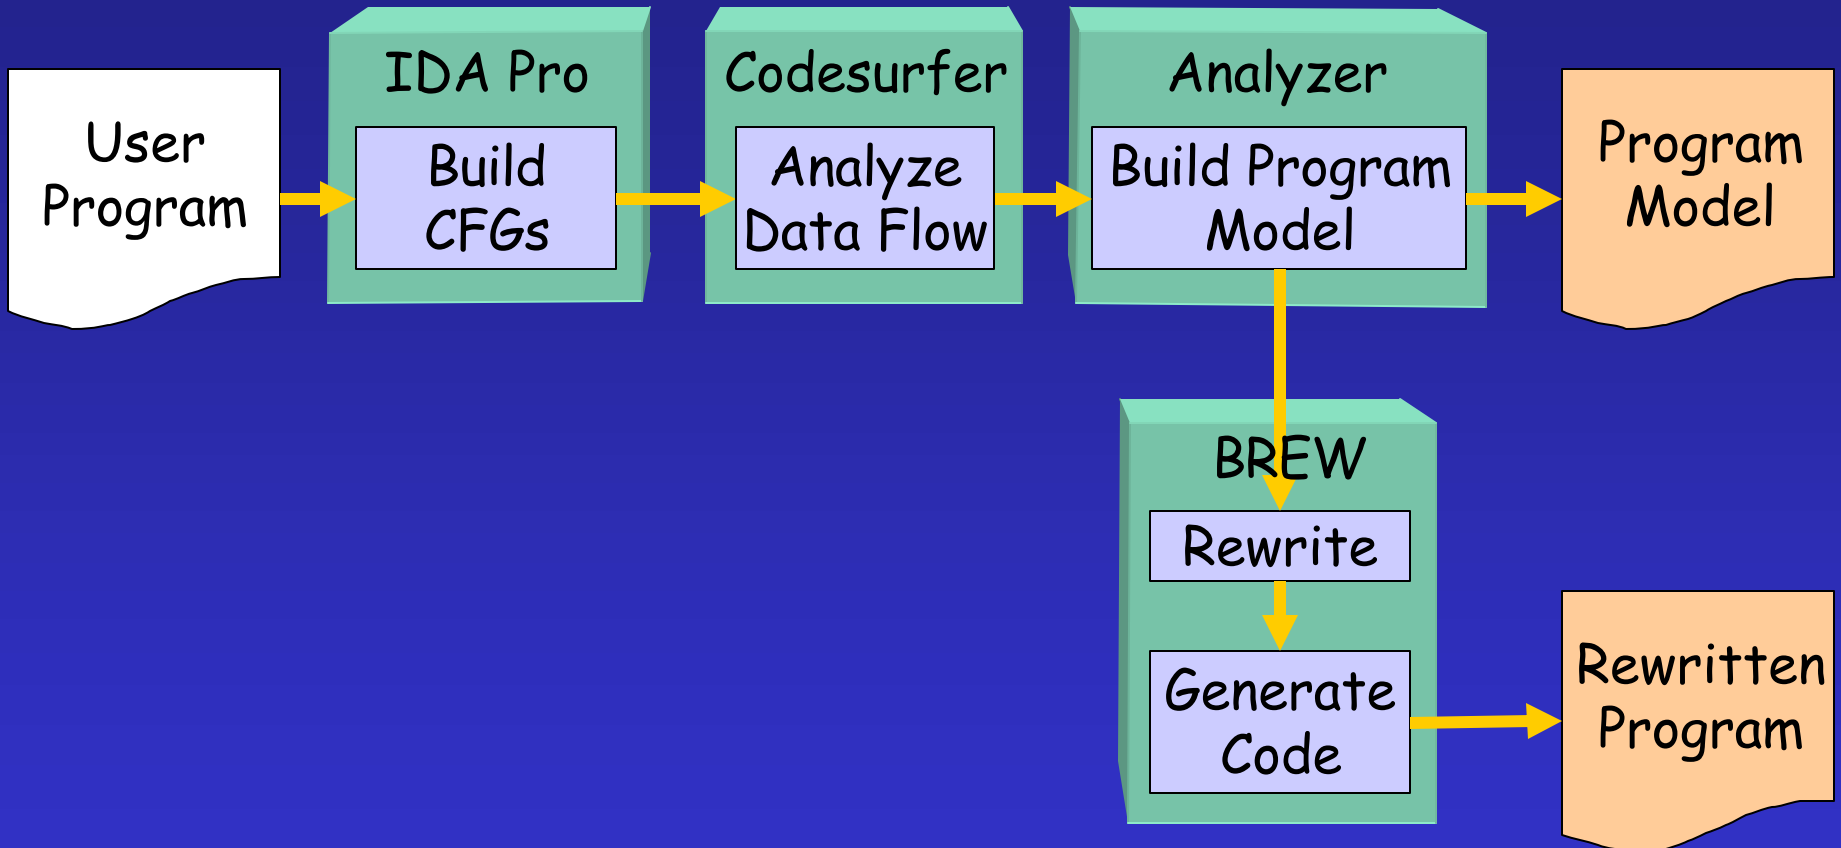 User
Program
IDA Pro
Build
CFGs
Codesurfer
Analyze
Data Flow
Analyzer
Build Program
Model
Program
Model
BREW
Rewrite
Generate
Code
Rewritten
Program